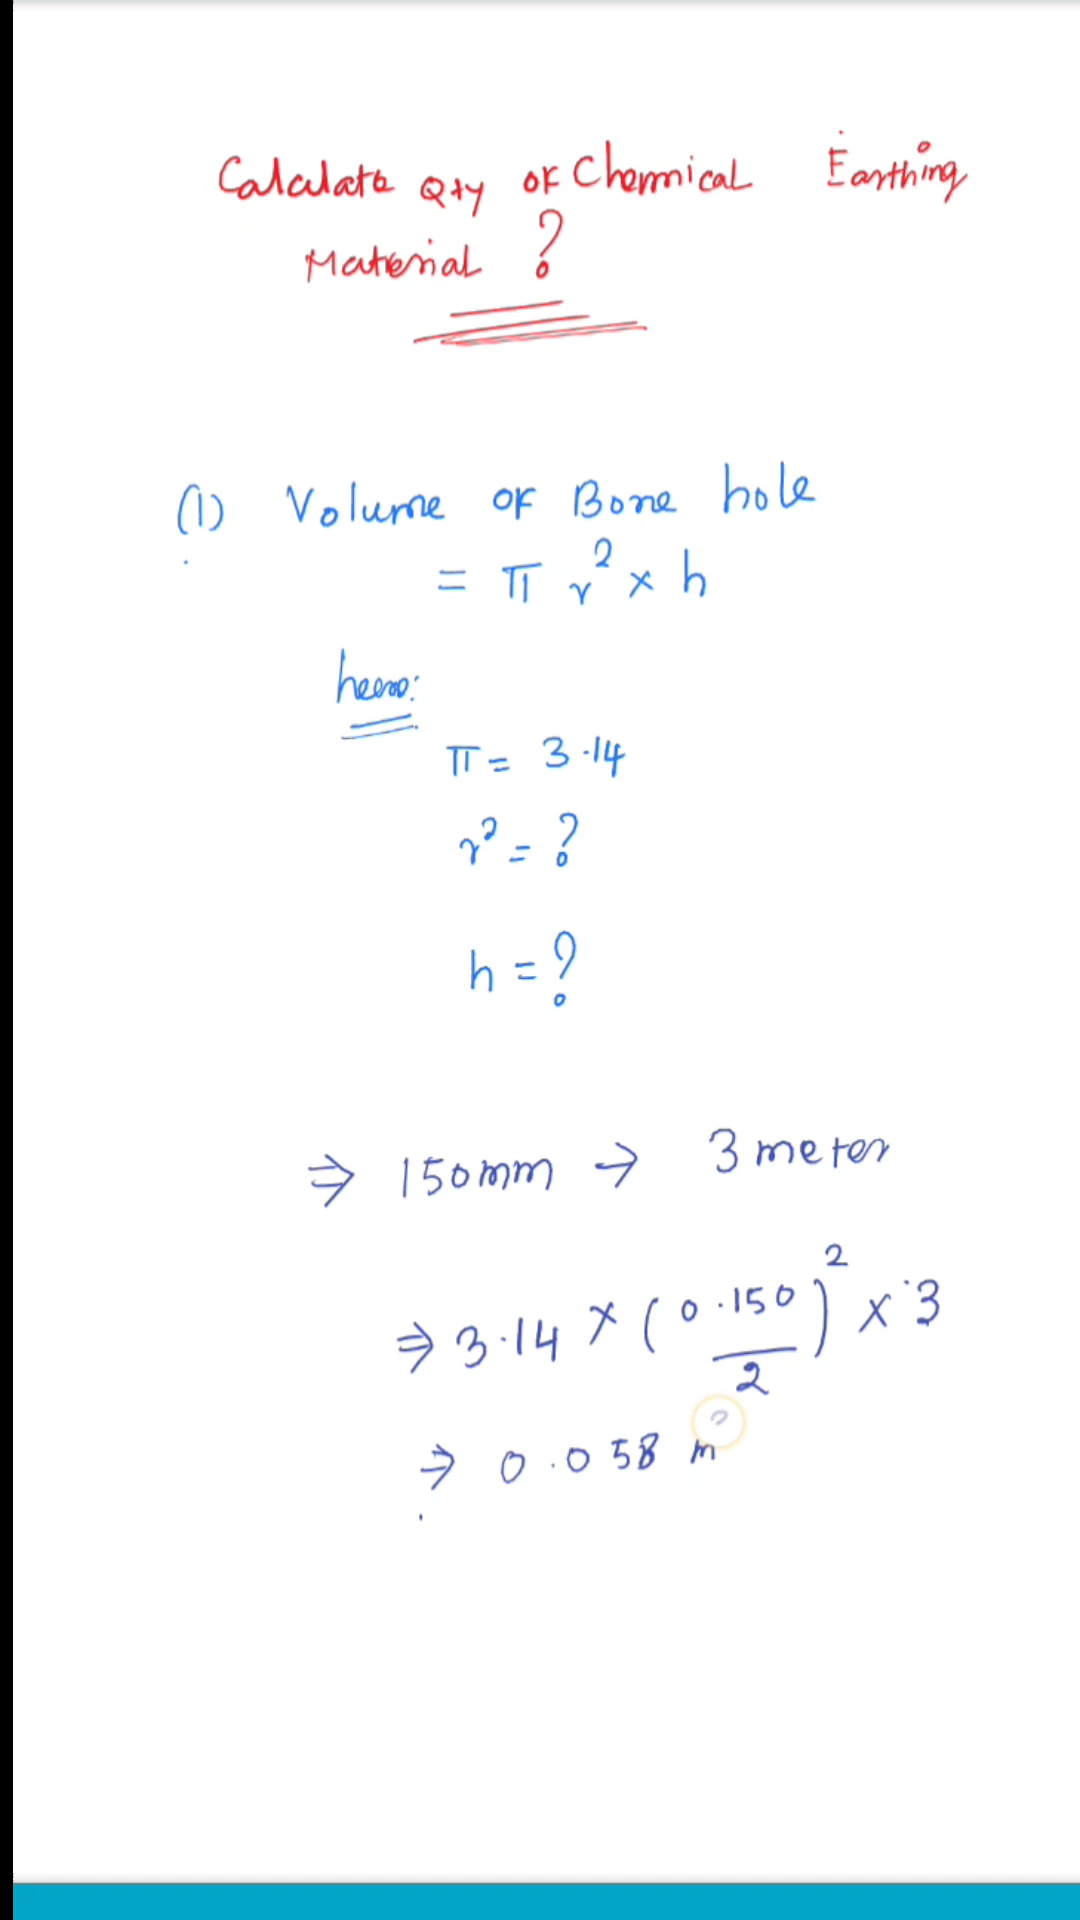 Calculate Qty of Chemical Earthing
Material ?
(1) Volume of Bore hole
= π r² × h
here:
π = 3.14
r² = ?
h = ?
⇒ 150mm → 3 meter
⇒ 3.14 × (0.150/2)² × 3
⇒ 0.058 m